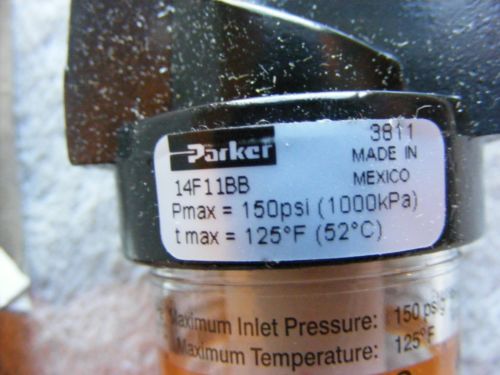 Parker
3811
MADE IN
MEXICO
14F11BB
Pmax = 150psi (1000kPa)
t max = 125°F (52°C)
Maximum Inlet Pressure: 150 psig
Maximum Temperature: 125°F